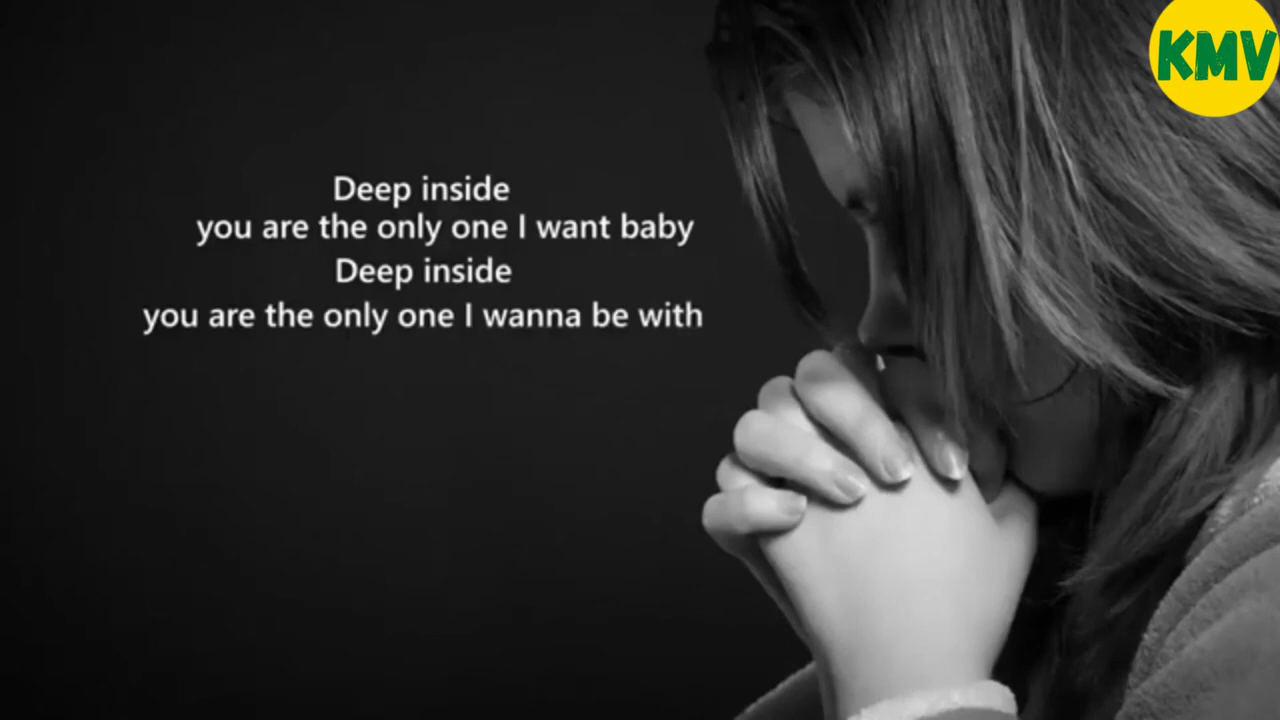 KMV
Deep inside
you are the only one I want baby
Deep inside
you are the only one I wanna be with